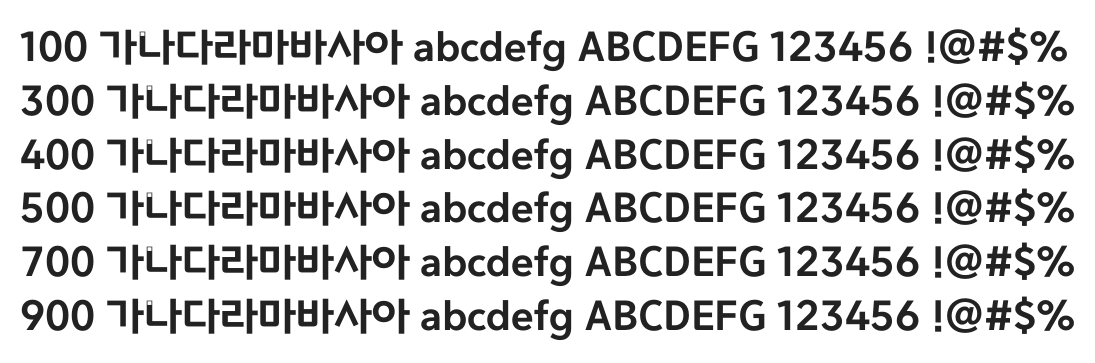 100 가나다라마바사아 abcdefg ABCDEFG 123456 !@#$%
300 가나다라마바사아 abcdefg ABCDEFG 123456 !@#$%
400 가나다라마바사아 abcdefg ABCDEFG 123456 !@#$%
500 가나다라마바사아 abcdefg ABCDEFG 123456 !@#$%
700 가나다라마바사아 abcdefg ABCDEFG 123456 !@#$%
900 가나다라마바사아 abcdefg ABCDEFG 123456 !@#$%